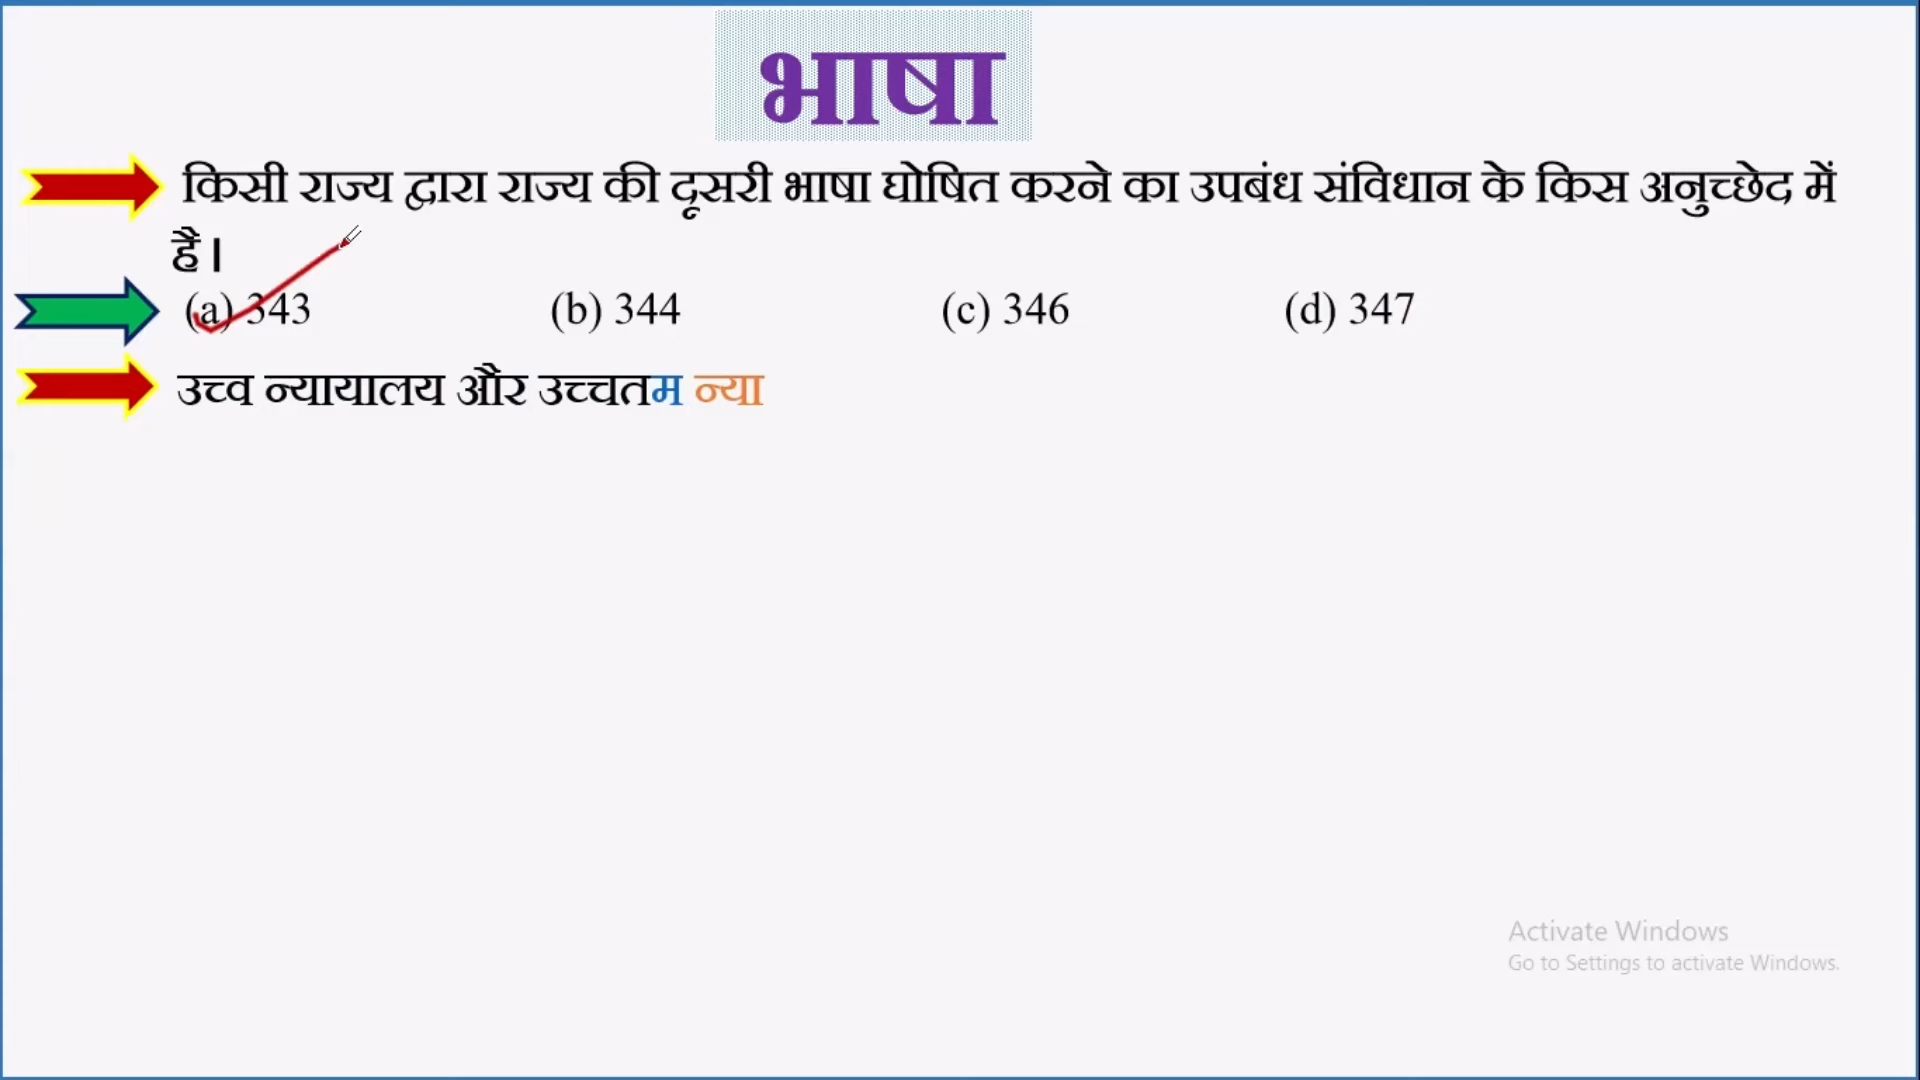 भाषा
किसी राज्य द्वारा राज्य की दूसरी भाषा घोषित करने का उपबंध संविधान के किस अनुच्छेद में
है।
(a) 343 (b) 344 (c) 346 (d) 347
उच्च न्यायालय और उच्चतम न्या
Activate Windows
Go to Settings to activate Windows.